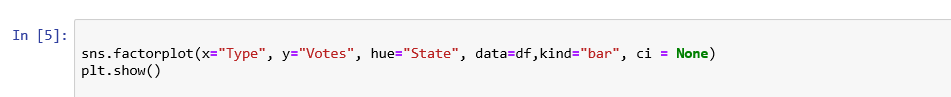 In [5]:
sns.factorplot(x="Type", y="Votes", hue="State", data=df,kind="bar", ci = None)
plt.show()